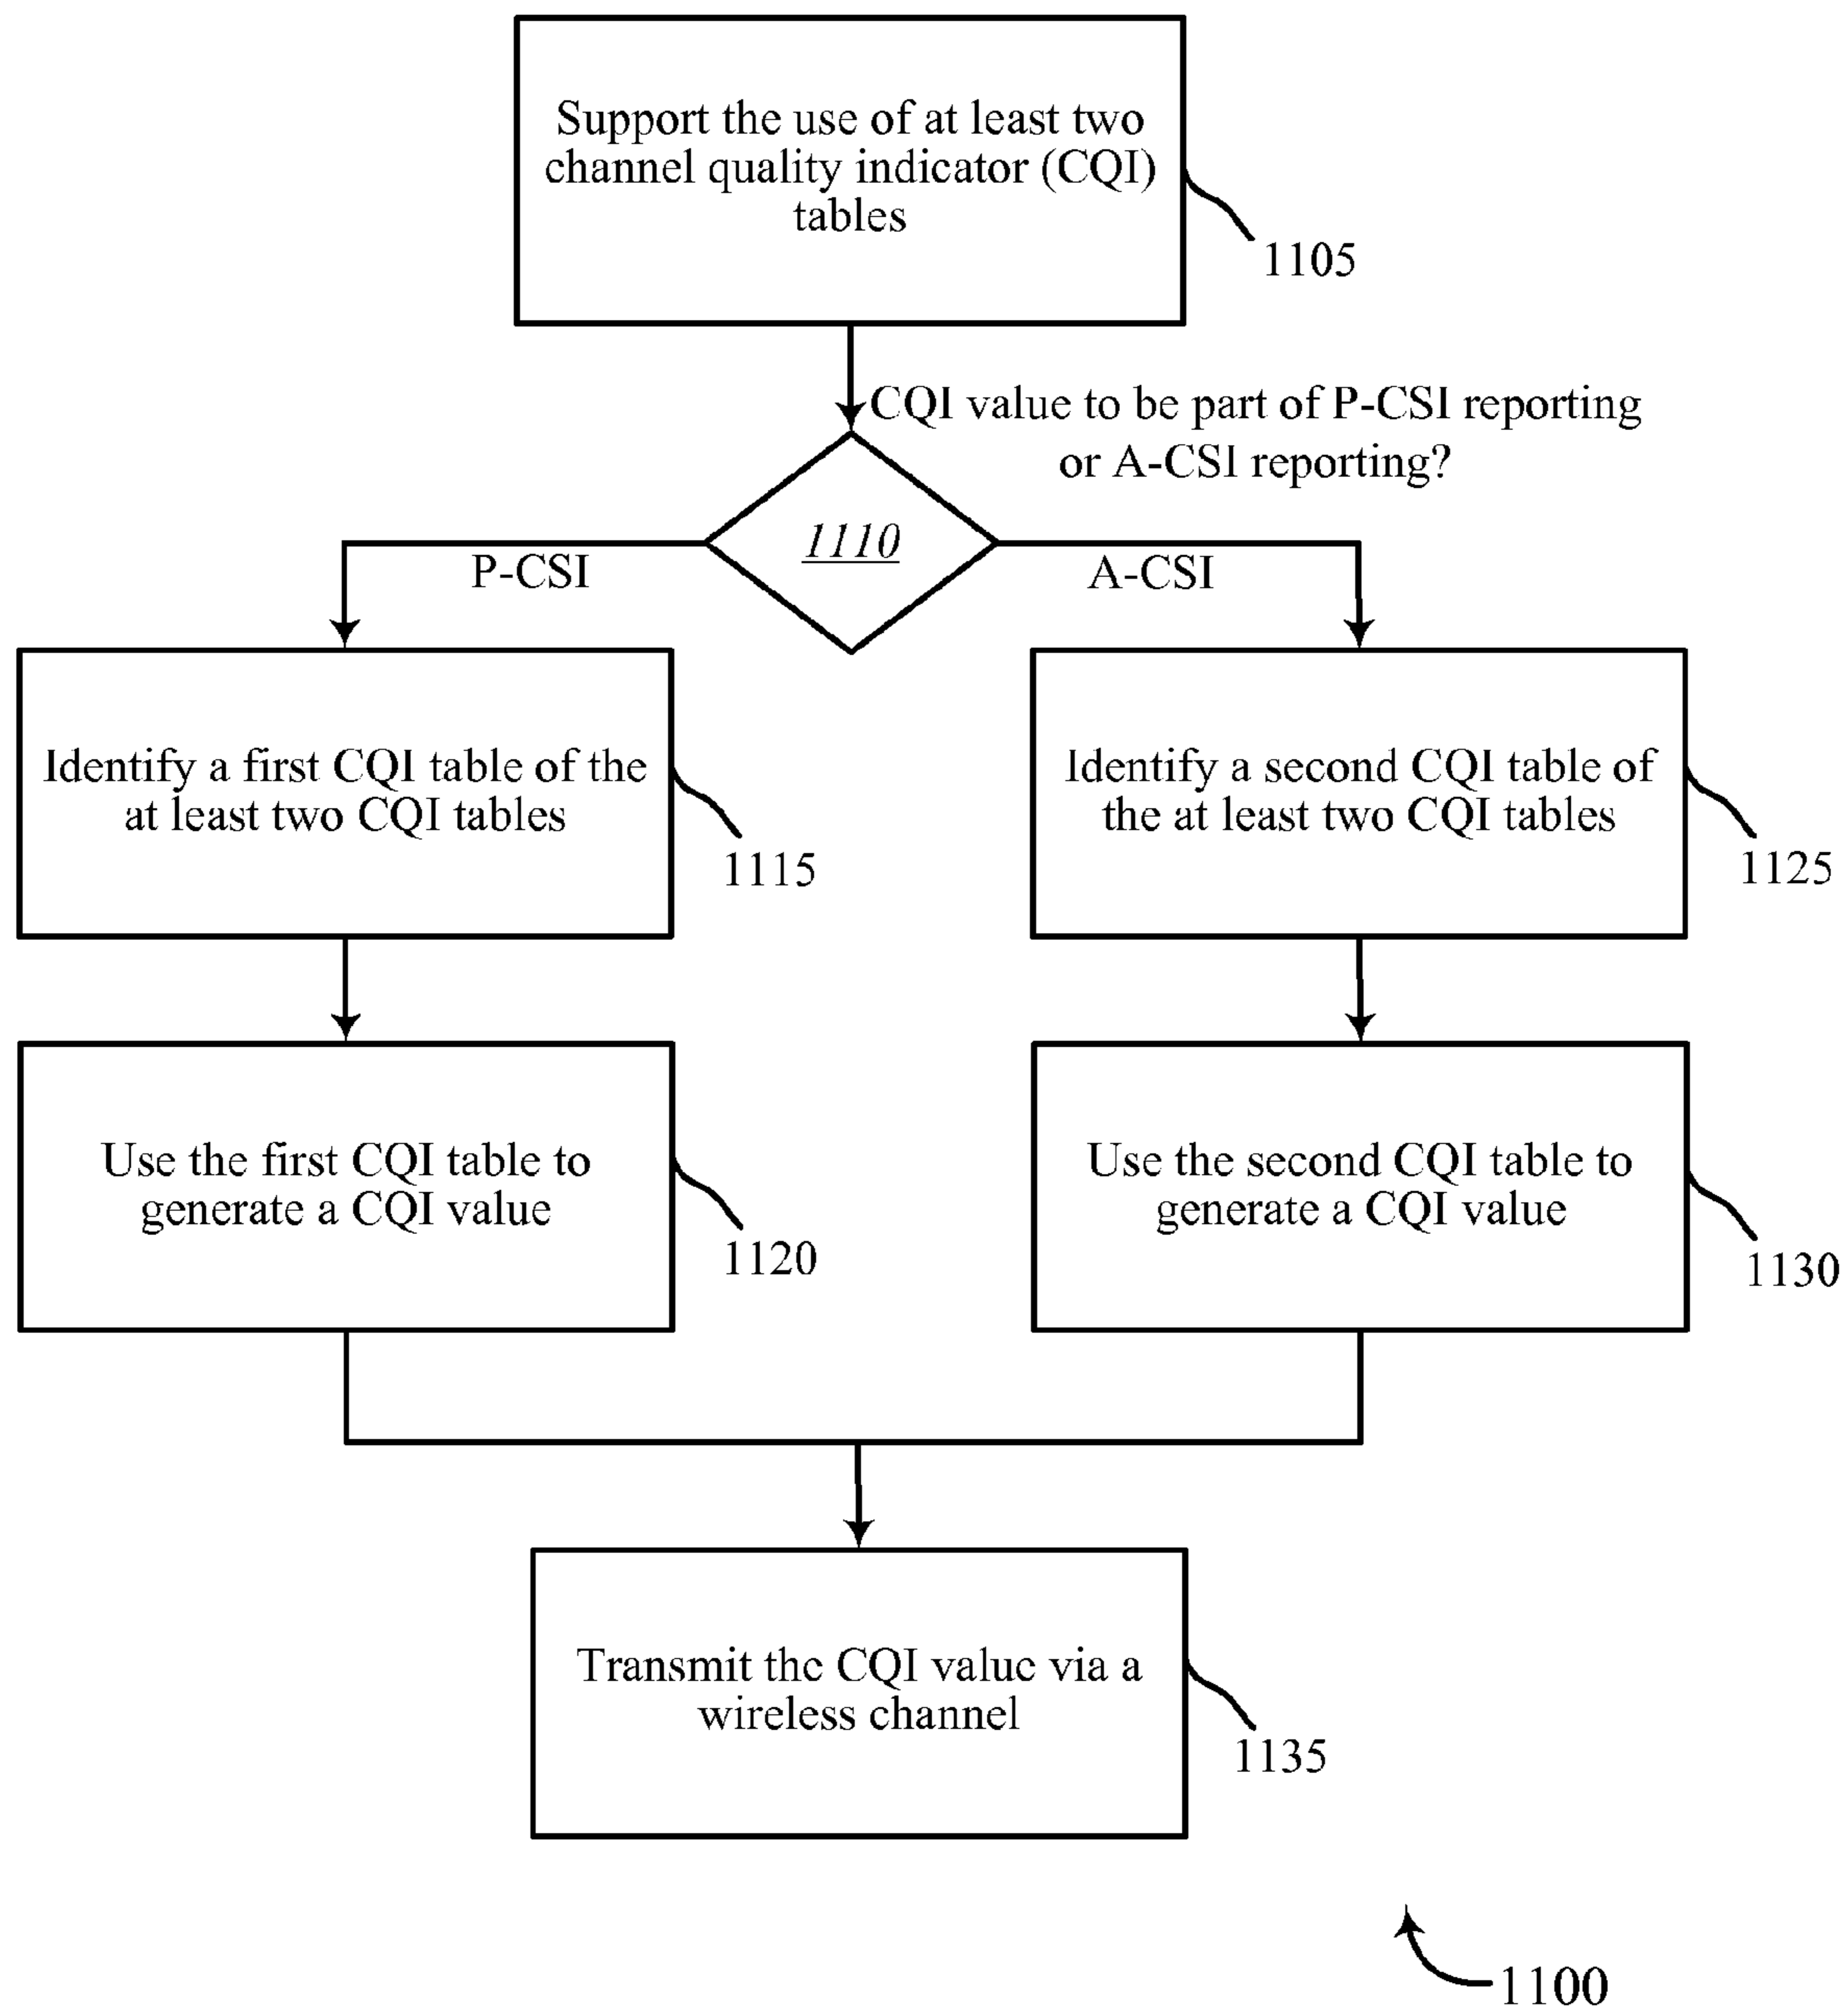 Support the use of at least two
channel quality indicator (CQI)
tables
1105
CQI value to be part of P-CSI reporting
or A-CSI reporting?
1110
P-CSI
A-CSI
Identify a first CQI table of the
at least two CQI tables
1115
Identify a second CQI table of
the at least two CQI tables
1125
Use the first CQI table to
generate a CQI value
1120
Use the second CQI table to
generate a CQI value
1130
Transmit the CQI value via a
wireless channel
1135
1100